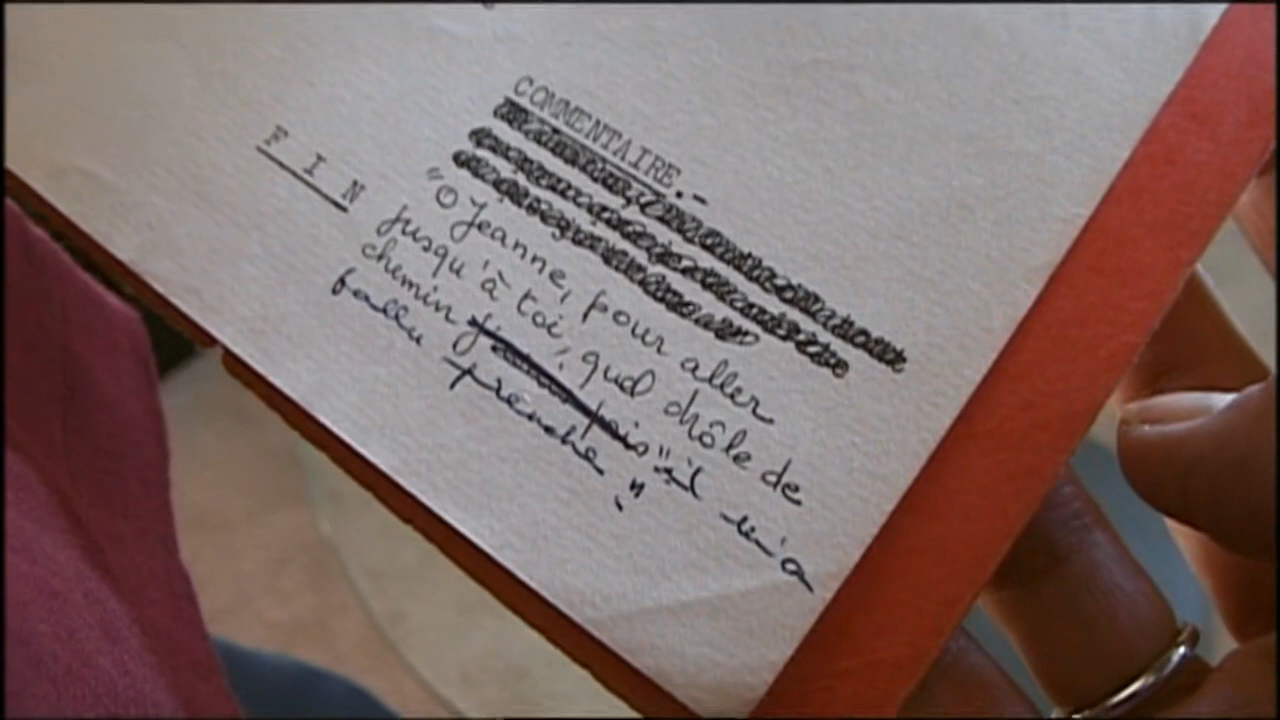 COMMENTAIRE.-
"O Jeanne, pour aller
jusqu'à toi, quel drôle de
chemin il m'a
fallu prendre."
F I N